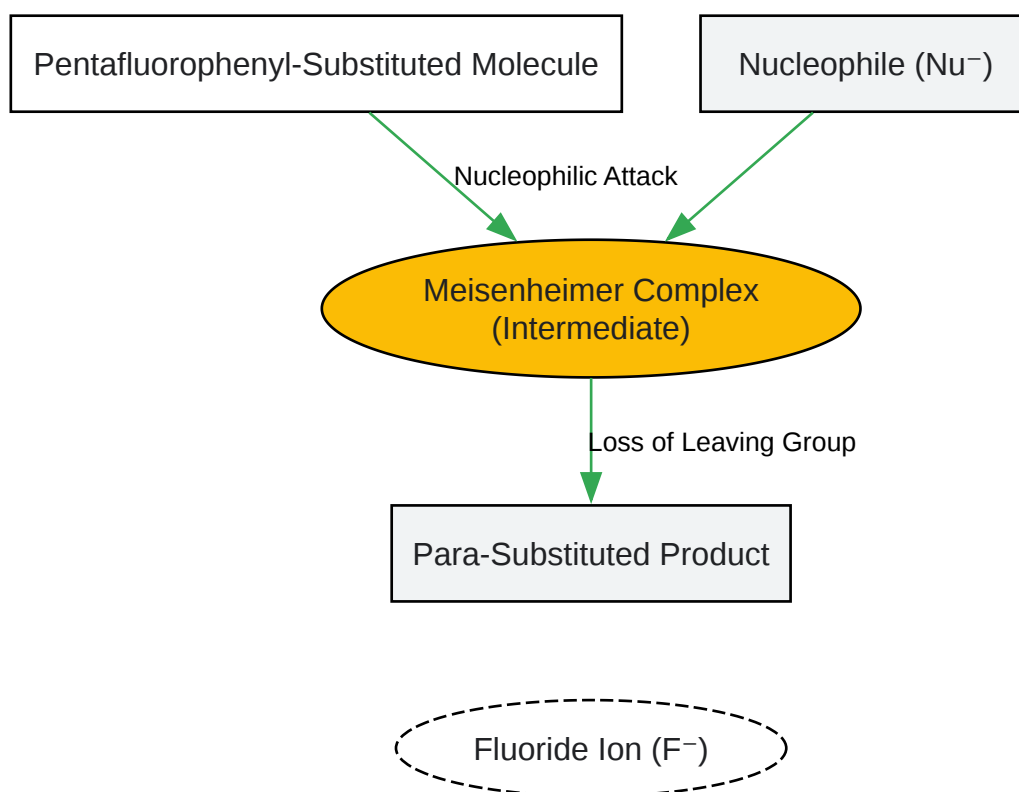 Pentafluorophenyl-Substituted Molecule
Nucleophile (Nu⁻)
Nucleophilic Attack
Meisenheimer Complex
(Intermediate)
Loss of Leaving Group
Para-Substituted Product
Fluoride Ion (F⁻)